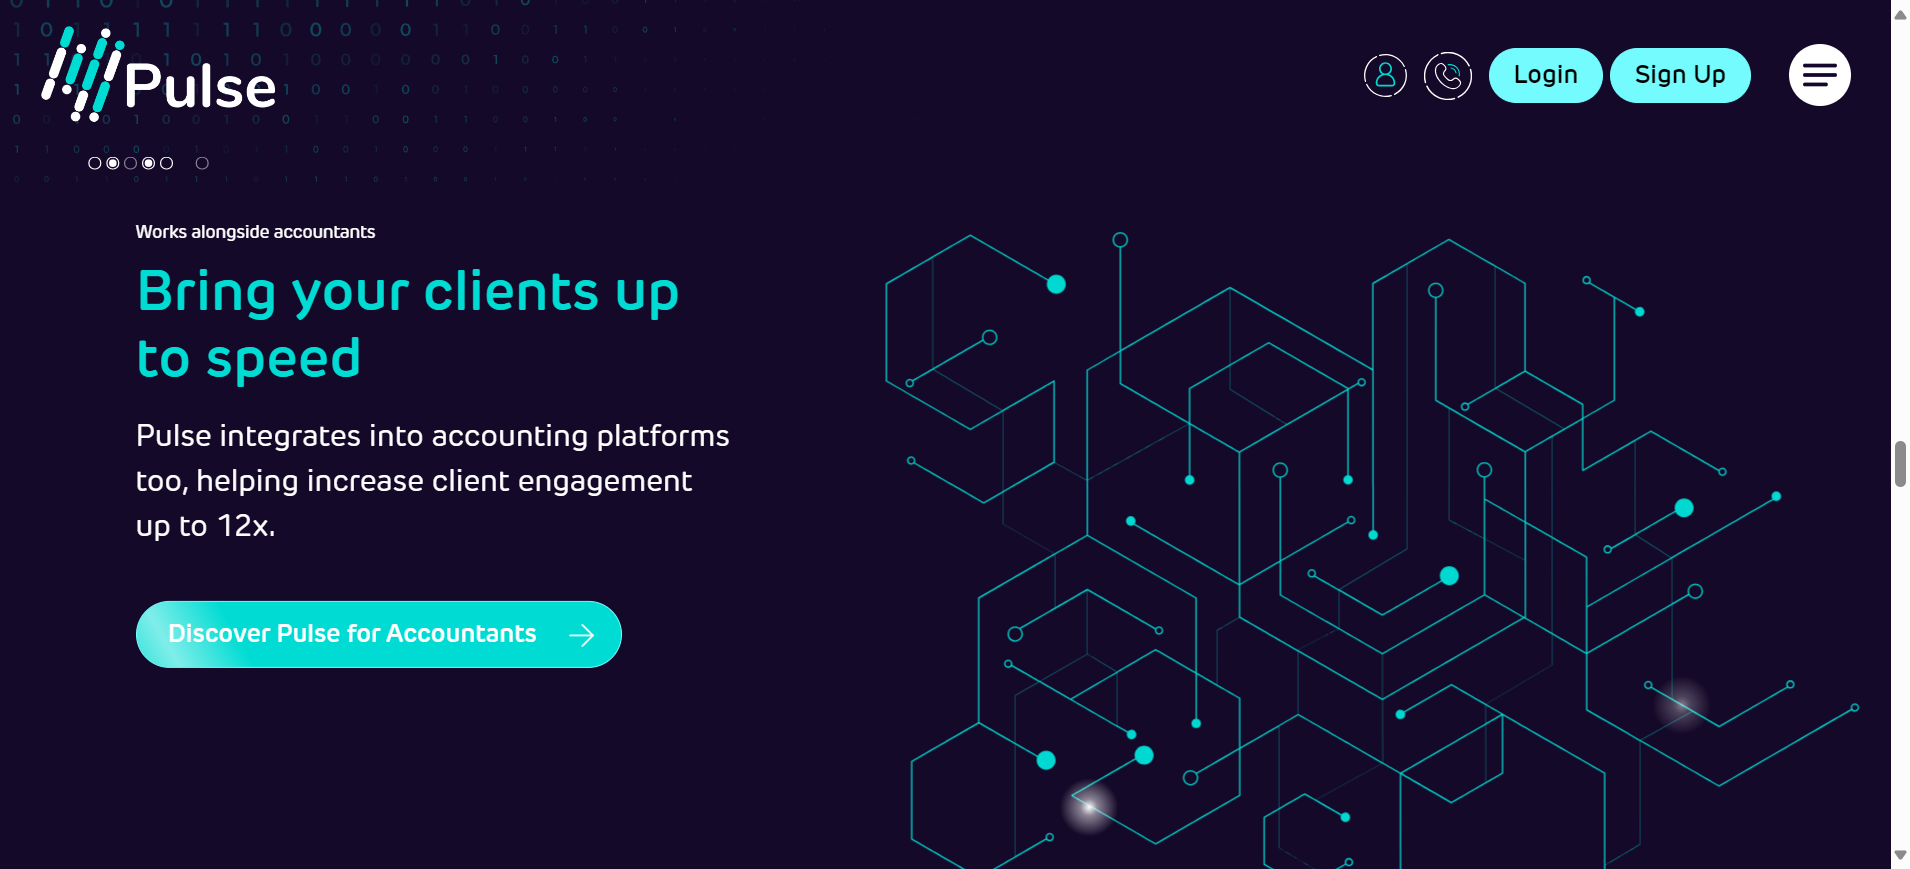 Pulse
Login
Sign Up
Works alongside accountants
Bring your clients up
to speed
Pulse integrates into accounting platforms
too, helping increase client engagement
up to 12x.
Discover Pulse for Accountants